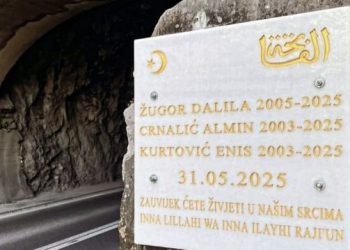 الفاتحة
ŽUGOR DALILA 2005-2025
CRNALIĆ ALMIN 2003-2025
KURTOVIĆ ENIS 2003-2025
31.05.2025
ZAUVIJEK ĆETE ŽIVJETI U NAŠIM SRCIMA
INNA LILLAHI WA INNA ILAYHI RAJI'UN